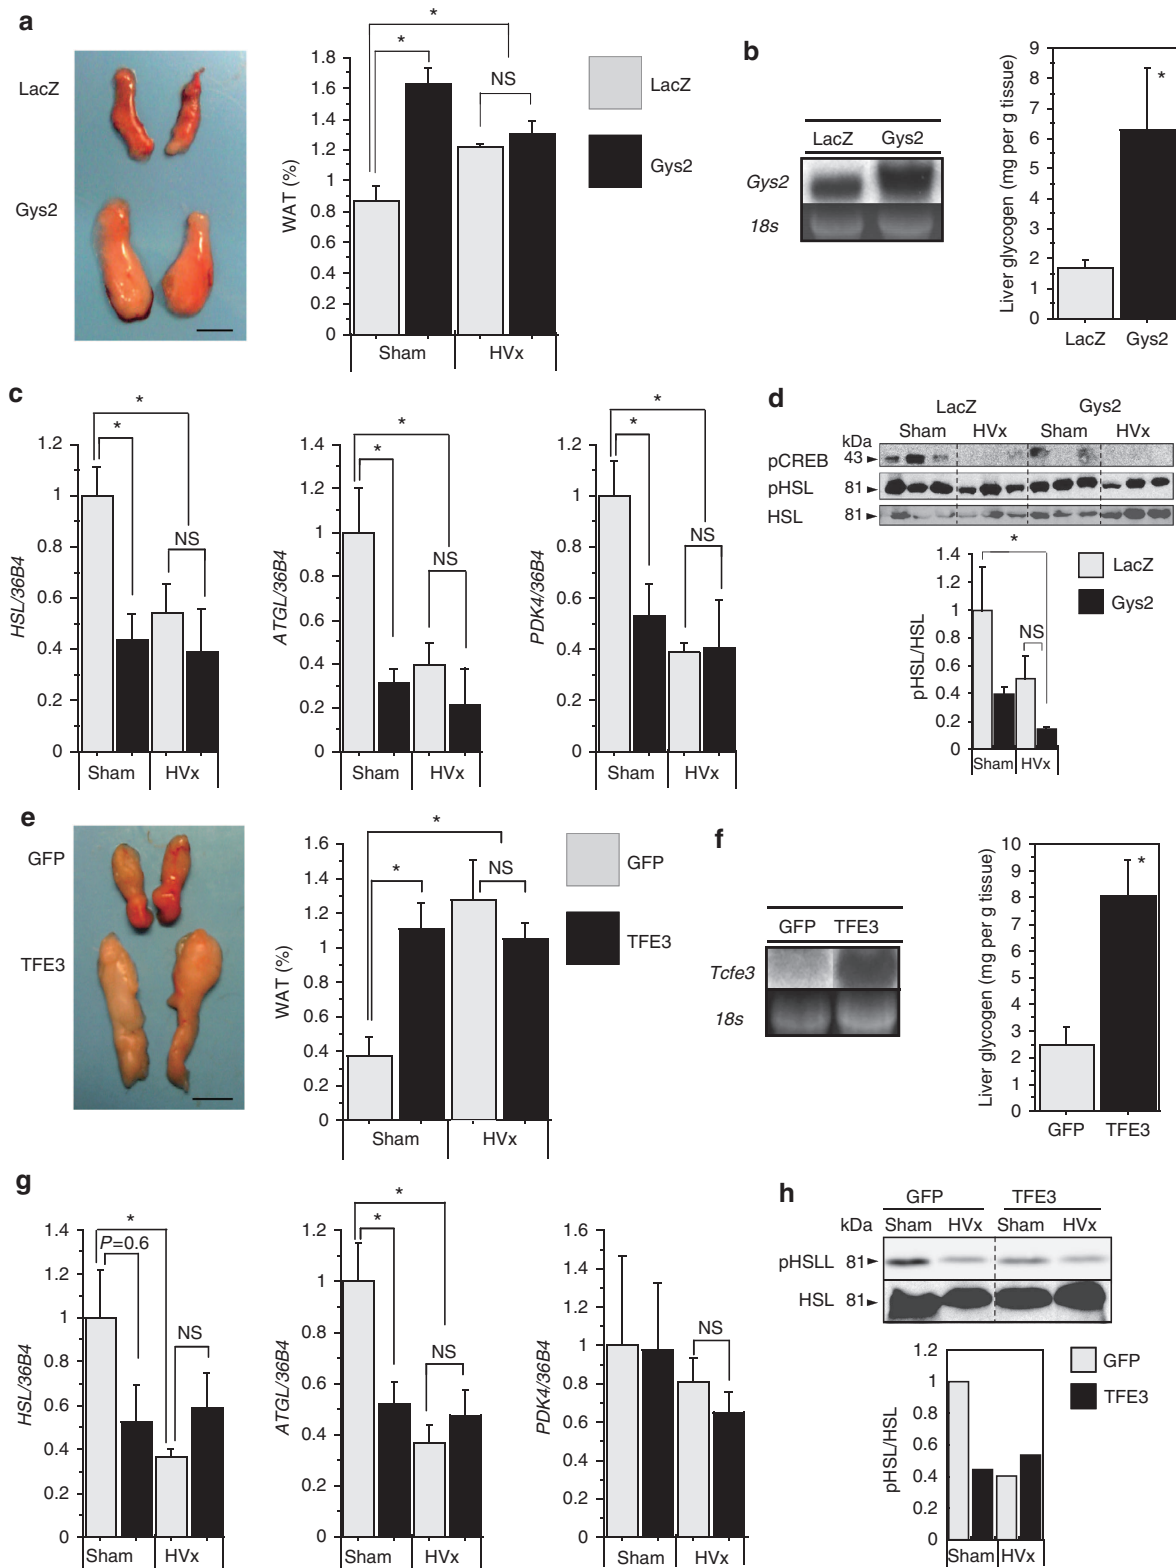 a
LacZ
Gys2
*
*
NS
1.8
1.6
1.4
1.2
1
0.8
0.6
0.4
0.2
0
WAT (%)
Sham HVx
LacZ
Gys2
b
LacZ Gys2
Gys2
18s
9
8
7
6
5
4
3
2
1
0
*
Liver glycogen (mg per g tissue)
LacZ Gys2
c
*
*
NS
1.2
1
0.8
0.6
0.4
0.2
0
HSL/36B4
Sham HVx
*
*
NS
1.4
1.2
1
0.8
0.6
0.4
0.2
0
ATGL/36B4
Sham HVx
*
*
NS
1.2
1
0.8
0.6
0.4
0.2
0
PDK4/36B4
Sham HVx
d
LacZ Gys2
kDa Sham HVx Sham HVx
pCREB 43►
pHSL 81►
HSL 81►
*
NS
1.4
1.2
1
0.8
0.6
0.4
0.2
0
pHSL/HSL
Sham HVx
LacZ
Gys2
e
GFP
TFE3
*
*
NS
1.6
1.4
1.2
1
0.8
0.6
0.4
0.2
0
WAT (%)
Sham HVx
GFP
TFE3
f
GFP TFE3
Tcfe3
18s
10
9
8
7
6
5
4
3
2
1
0
*
Liver glycogen (mg per g tissue)
GFP TFE3
g
*
P=0.6
NS
1.4
1.2
1
0.8
0.6
0.4
0.2
0
HSL/36B4
Sham HVx
*
*
NS
1.2
1
0.8
0.6
0.4
0.2
0
ATGL/36B4
Sham HVx
NS
1.6
1.4
1.2
1
0.8
0.6
0.4
0.2
0
PDK4/36B4
Sham HVx
h
GFP TFE3
kDa Sham HVx Sham HVx
pHSLL 81►
HSL 81►
1.2
1
0.8
0.6
0.4
0.2
0
pHSL/HSL
Sham HVx
GFP
TFE3